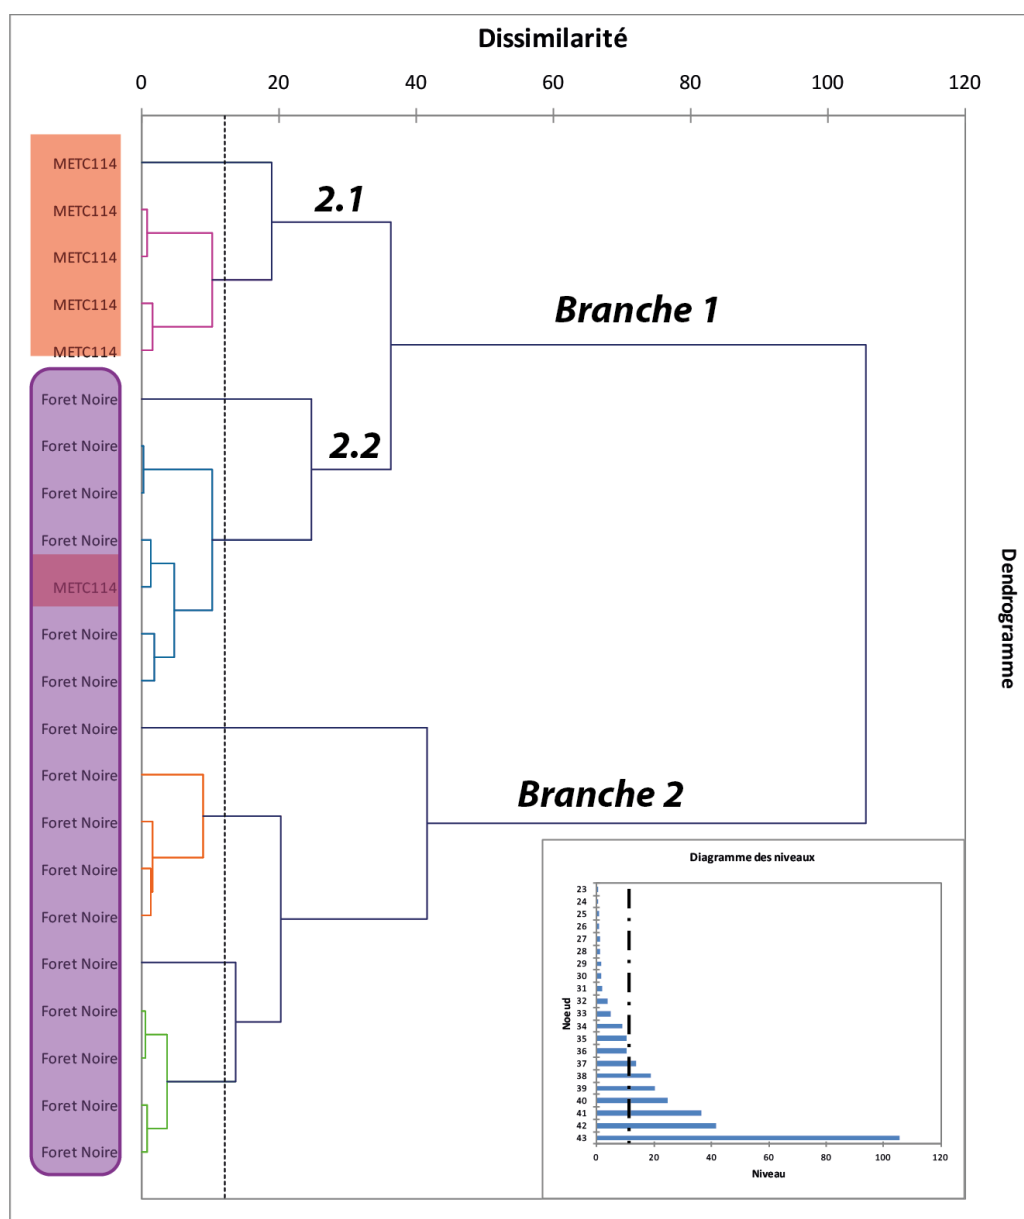 Dissimilarité
0 20 40 60 80 100 120
METC114
2.1
METC114
METC114
METC114
Branche 1
METC114
Foret Noire
Foret Noire
2.2
Foret Noire
Foret Noire
METC114
Foret Noire
Foret Noire
Dendrogramme
Foret Noire
Foret Noire
Branche 2
Foret Noire
Foret Noire
Foret Noire
Foret Noire
Foret Noire
Foret Noire
Foret Noire
Foret Noire
Diagramme des niveaux
Noeud
23
24
25
26
27
28
29
30
31
32
33
34
35
36
37
38
39
40
41
42
43
0 20 40 60 80 100 120
Niveau